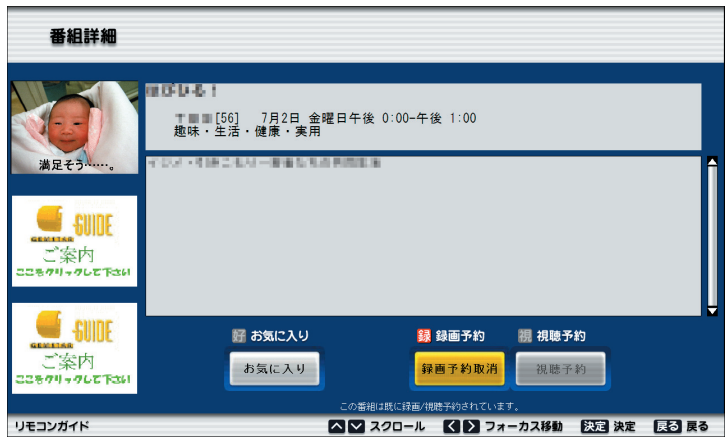 番組詳細
[56] 7月2日 金曜日午後 0:00-午後 1:00
趣味・生活・健康・実用
満足そう……。
GUIDE
GEMSTAR
ご案内
ここをクリックして下さい
GUIDE
GEMSTAR
ご案内
ここをクリックして下さい
好 お気に入り
録 録画予約
視 視聴予約
お気に入り
録画予約取消
視聴予約
この番組は既に録画/視聴予約されています。
リモコンガイド
スクロール
フォーカス移動
決定 決定
戻る 戻る